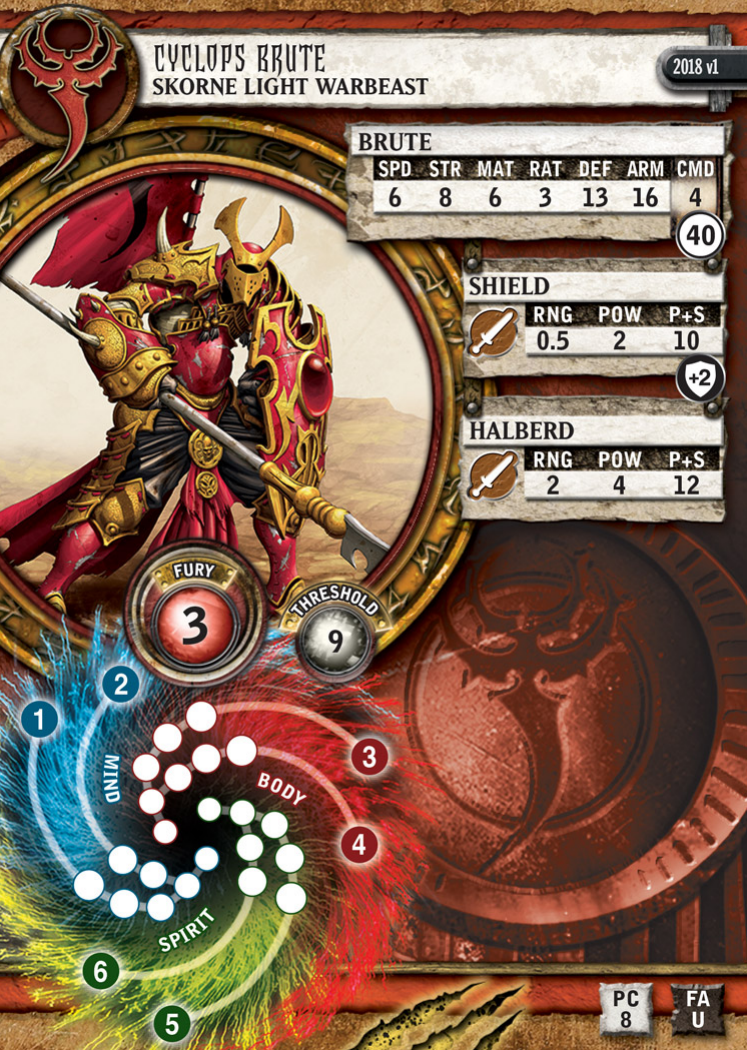 CYCLOPS BRUTE
SKORNE LIGHT WARBEAST
2018 v1
BRUTE
SPD STR MAT RAT DEF ARM CMD
6 8 6 3 13 16 4
40
SHIELD
RNG POW P+S
0.5 2 10
+2
HALBERD
RNG POW P+S
2 4 12
FURY
3
THRESHOLD
9
1
2
MIND
3
BODY
4
SPIRIT
6
5
PC
8
FA
U